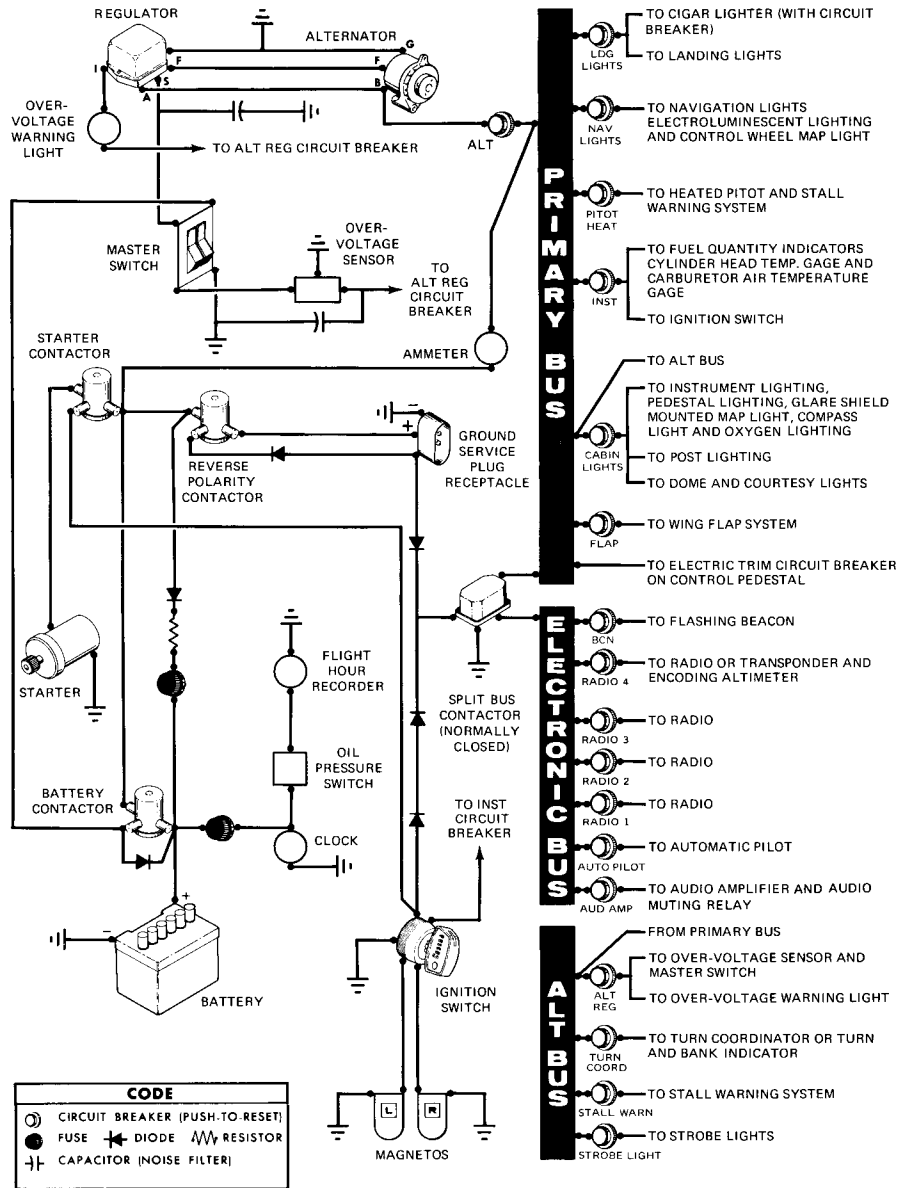 REGULATOR
ALTERNATOR
G
F
F
I
S
A
B
OVER-
VOLTAGE
WARNING
LIGHT
TO ALT REG CIRCUIT BREAKER
ALT
MASTER
SWITCH
OVER-
VOLTAGE
SENSOR
TO
ALT REG
CIRCUIT
BREAKER
STARTER
CONTACTOR
AMMETER
REVERSE
POLARITY
CONTACTOR
−
+
GROUND
SERVICE
PLUG
RECEPTACLE
STARTER
FLIGHT
HOUR
RECORDER
OIL
PRESSURE
SWITCH
SPLIT BUS
CONTACTOR
(NORMALLY
CLOSED)
BATTERY
CONTACTOR
CLOCK
TO INST
CIRCUIT
BREAKER
+
−
BATTERY
IGNITION
SWITCH
L
R
MAGNETOS
PRIMARY BUS
LDG
LIGHTS
TO CIGAR LIGHTER (WITH CIRCUIT
BREAKER)
TO LANDING LIGHTS
NAV
LIGHTS
TO NAVIGATION LIGHTS
ELECTROLUMINESCENT LIGHTING
AND CONTROL WHEEL MAP LIGHT
PITOT
HEAT
TO HEATED PITOT AND STALL
WARNING SYSTEM
INST
TO FUEL QUANTITY INDICATORS
CYLINDER HEAD TEMP. GAGE AND
CARBURETOR AIR TEMPERATURE
GAGE
TO IGNITION SWITCH
TO ALT BUS
CABIN
LIGHTS
TO INSTRUMENT LIGHTING,
PEDESTAL LIGHTING, GLARE SHIELD
MOUNTED MAP LIGHT, COMPASS
LIGHT AND OXYGEN LIGHTING
TO POST LIGHTING
TO DOME AND COURTESY LIGHTS
FLAP
TO WING FLAP SYSTEM
TO ELECTRIC TRIM CIRCUIT BREAKER
ON CONTROL PEDESTAL
ELECTRONIC BUS
BCN
TO FLASHING BEACON
RADIO 4
TO RADIO OR TRANSPONDER AND
ENCODING ALTIMETER
RADIO 3
TO RADIO
RADIO 2
TO RADIO
RADIO 1
TO RADIO
AUTO PILOT
TO AUTOMATIC PILOT
AUD AMP
TO AUDIO AMPLIFIER AND AUDIO
MUTING RELAY
ALT BUS
FROM PRIMARY BUS
ALT
REG
TO OVER-VOLTAGE SENSOR AND
MASTER SWITCH
TO OVER-VOLTAGE WARNING LIGHT
TURN
COORD
TO TURN COORDINATOR OR TURN
AND BANK INDICATOR
STALL WARN
TO STALL WARNING SYSTEM
STROBE LIGHT
TO STROBE LIGHTS
CODE
CIRCUIT BREAKER (PUSH-TO-RESET)
FUSE DIODE RESISTOR
CAPACITOR (NOISE FILTER)